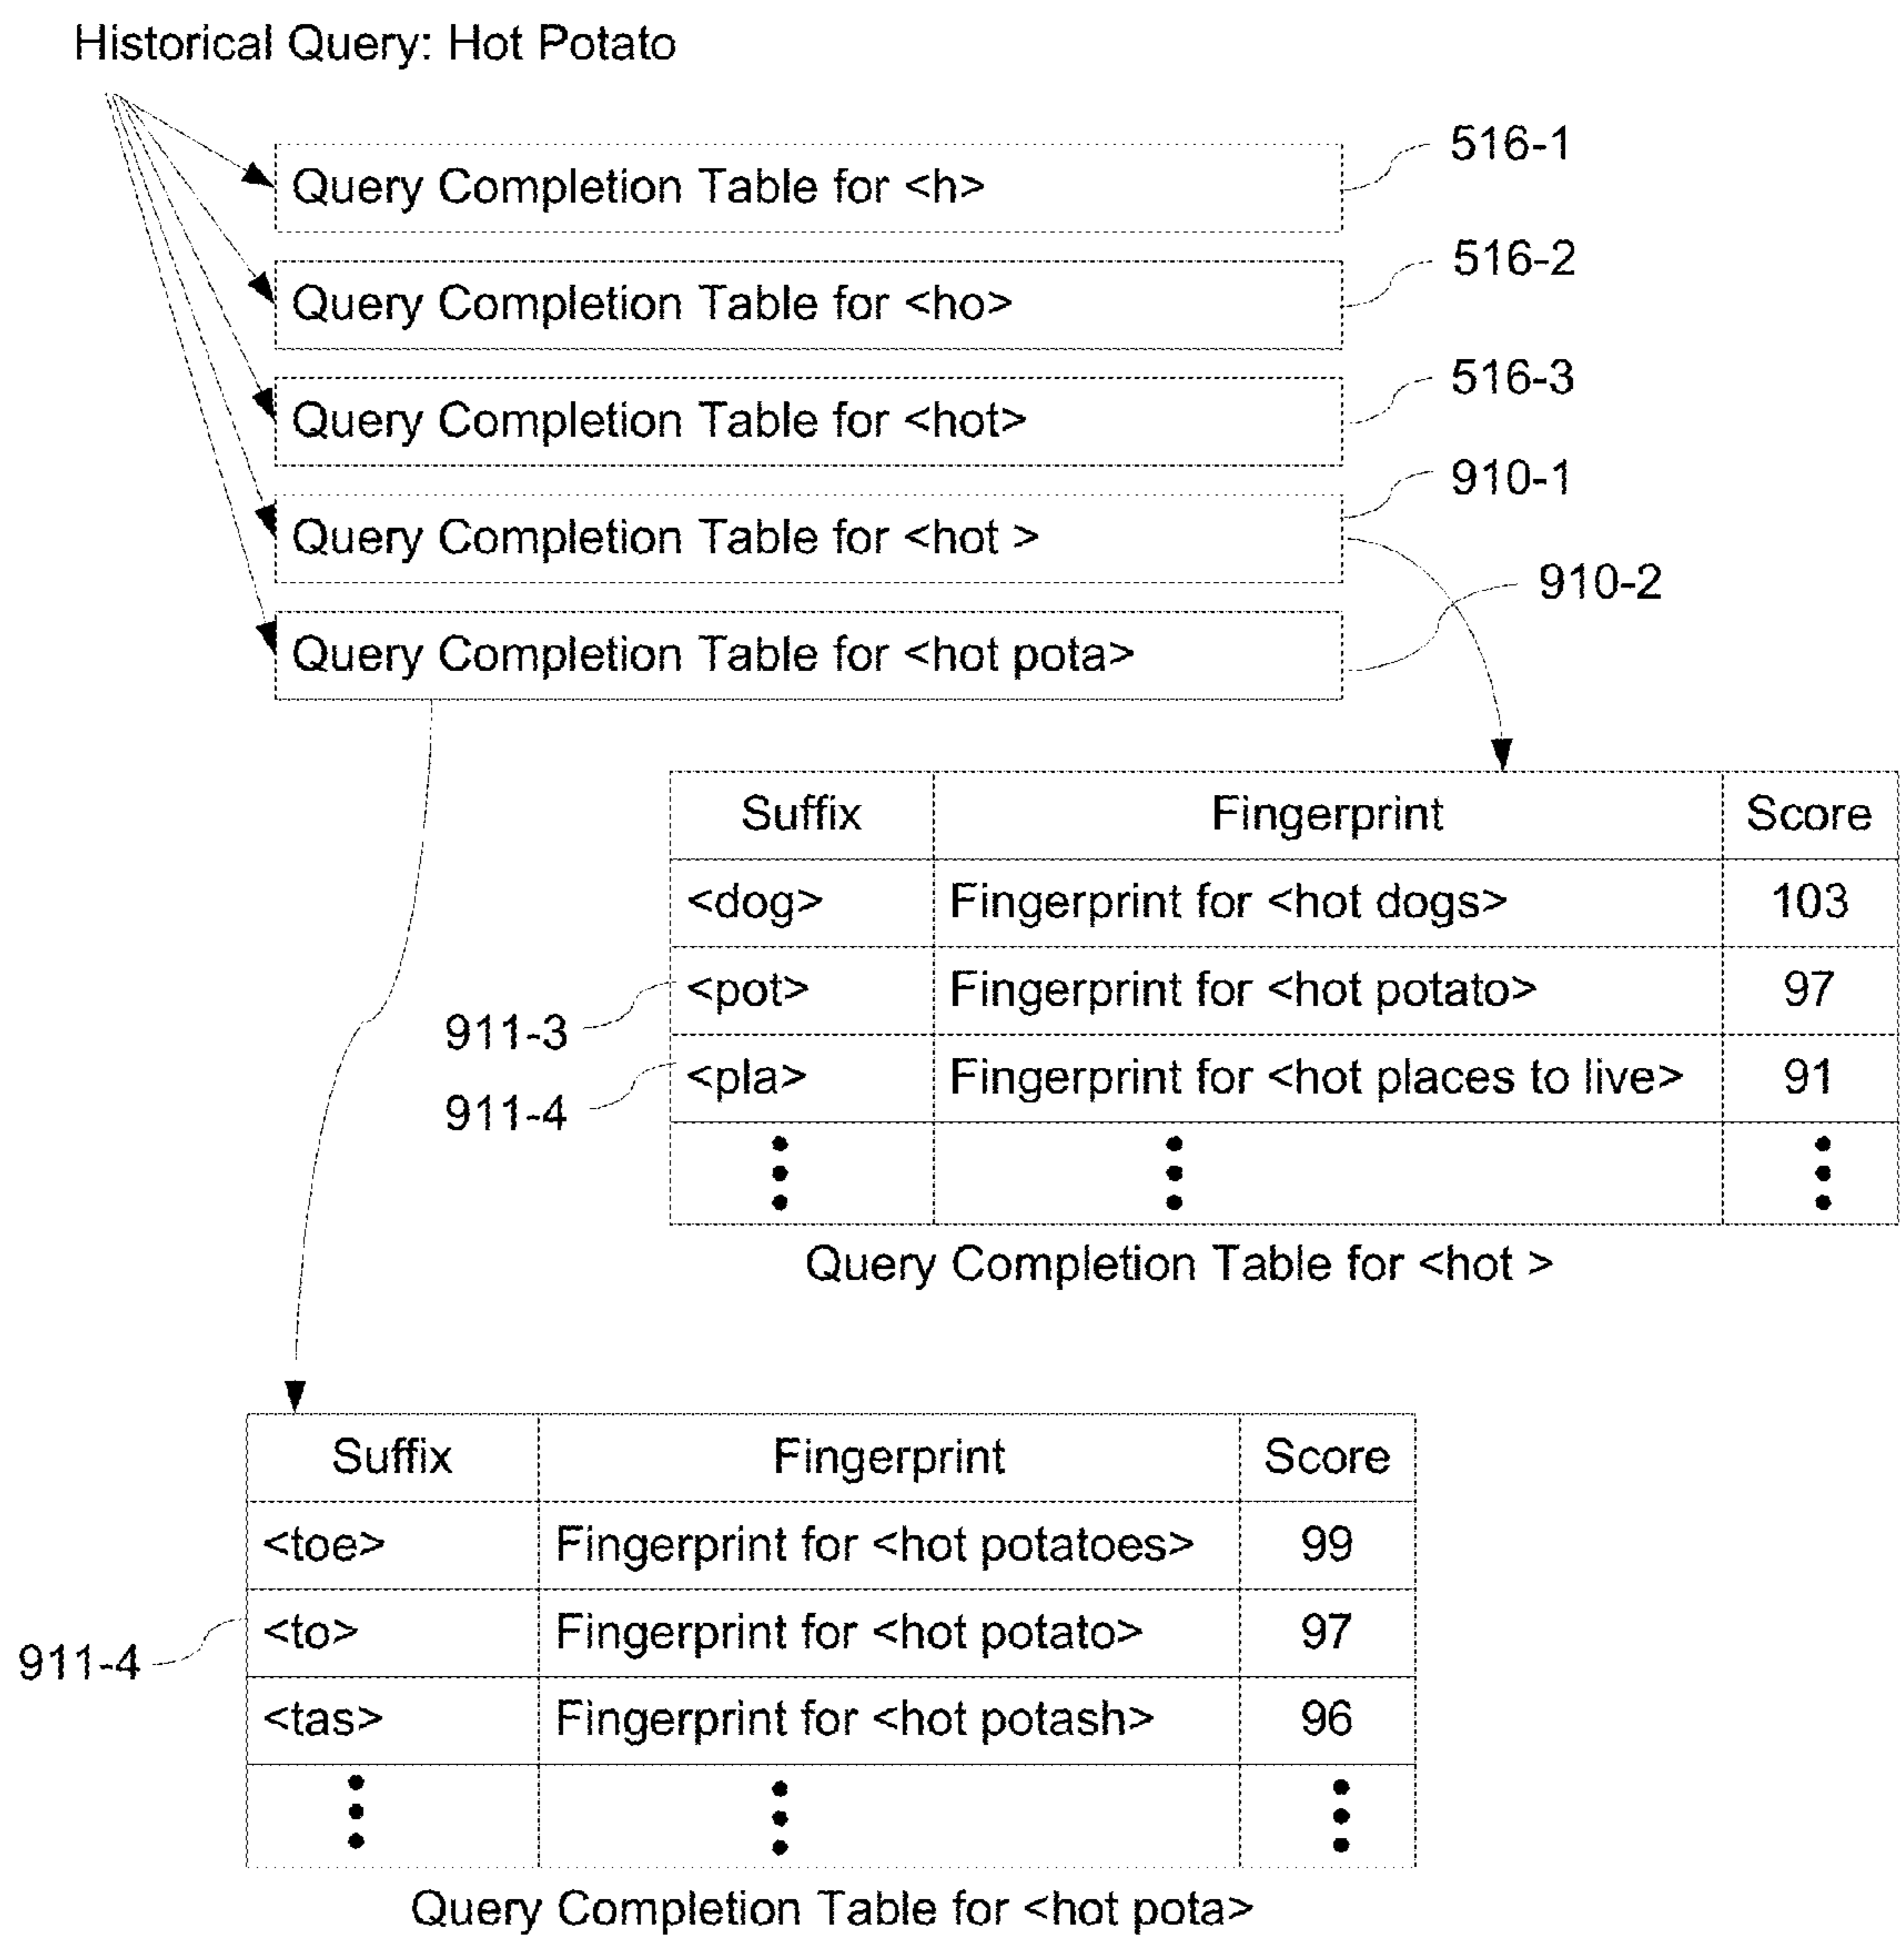 Historical Query: Hot Potato
516-1
Query Completion Table for <h>
516-2
Query Completion Table for <ho>
516-3
Query Completion Table for <hot>
910-1
Query Completion Table for <hot >
910-2
Query Completion Table for <hot pota>
Suffix Fingerprint Score
<dog> Fingerprint for <hot dogs> 103
<pot> Fingerprint for <hot potato> 97
911-3
<pla> Fingerprint for <hot places to live> 91
911-4
Query Completion Table for <hot >
Suffix Fingerprint Score
<toe> Fingerprint for <hot potatoes> 99
<to> Fingerprint for <hot potato> 97
911-4
<tas> Fingerprint for <hot potash> 96
Query Completion Table for <hot pota>